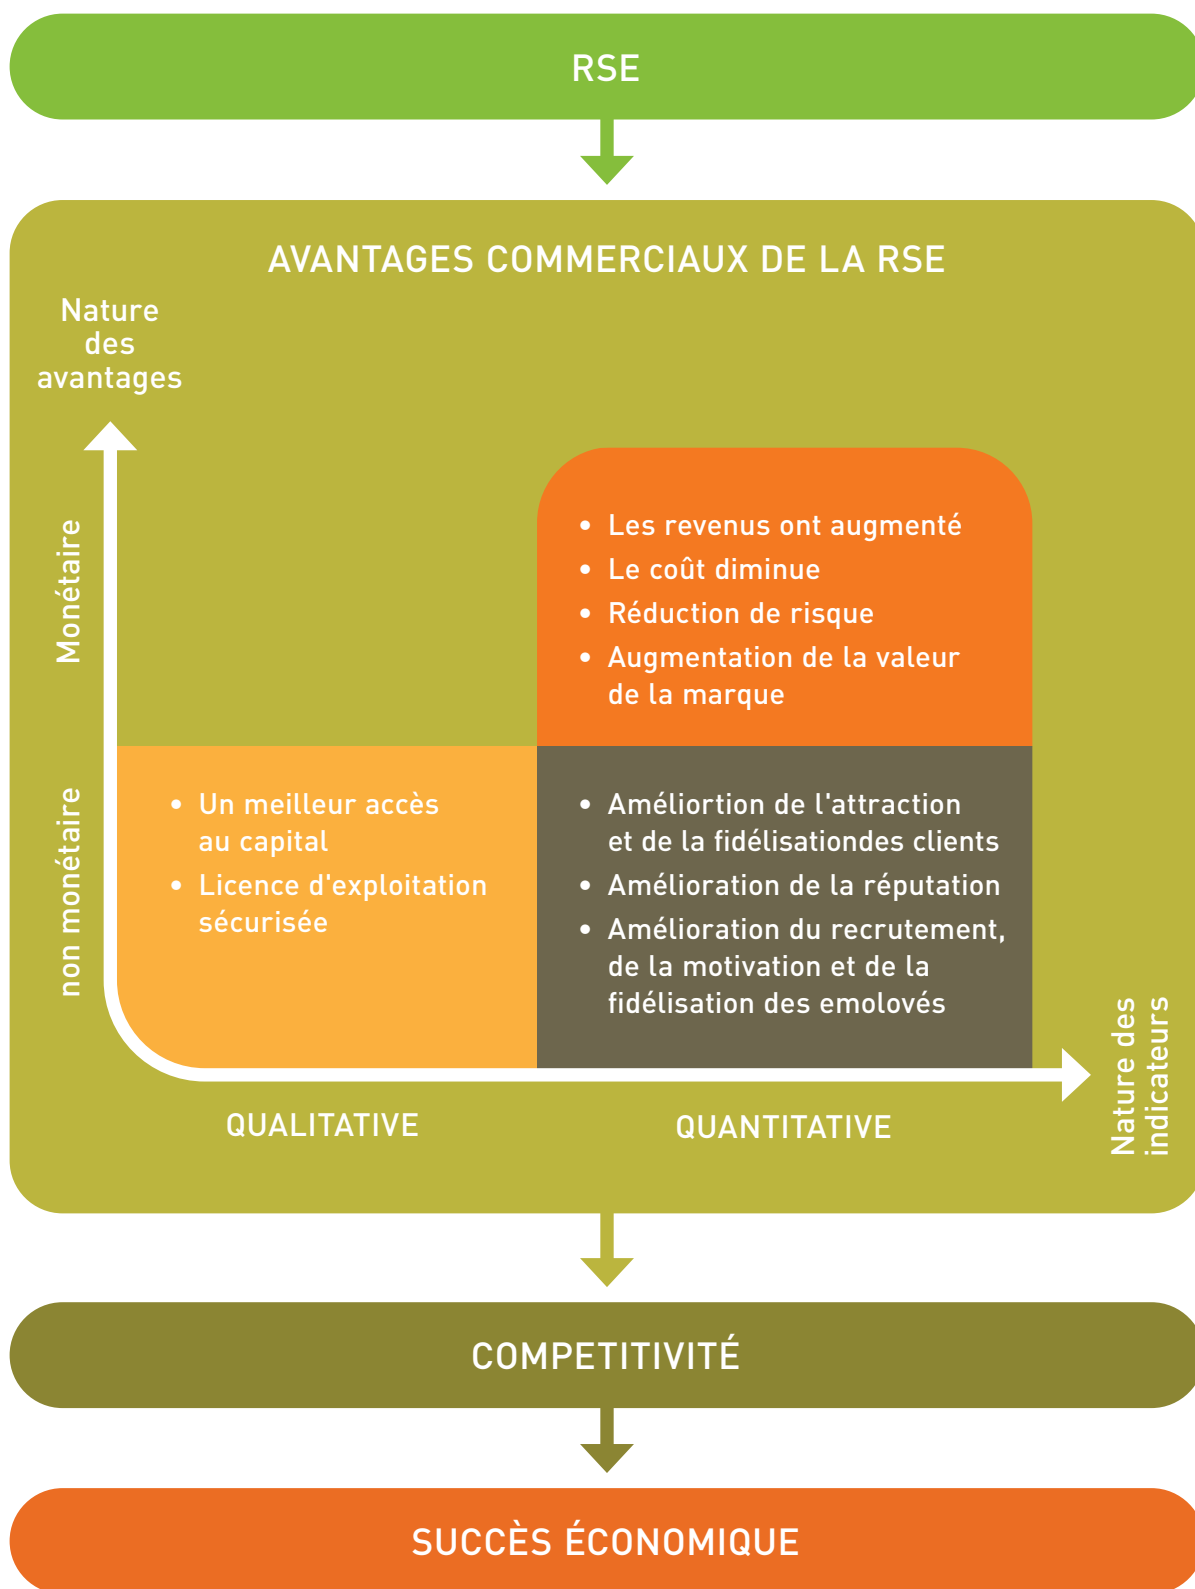 RSE
AVANTAGES COMMERCIAUX DE LA RSE
Nature
des
avantages
Monétaire
• Les revenus ont augmenté
• Le coût diminue
• Réduction de risque
• Augmentation de la valeur
de la marque
non monétaire
• Un meilleur accès
au capital
• Licence d'exploitation
sécurisée
• Améliortion de l'attraction
et de la fidélisationdes clients
• Amélioration de la réputation
• Amélioration du recrutement,
de la motivation et de la
fidélisation des emolovés
QUALITATIVE
QUANTITATIVE
Nature des
indicateurs
COMPETITIVITÉ
SUCCÈS ÉCONOMIQUE